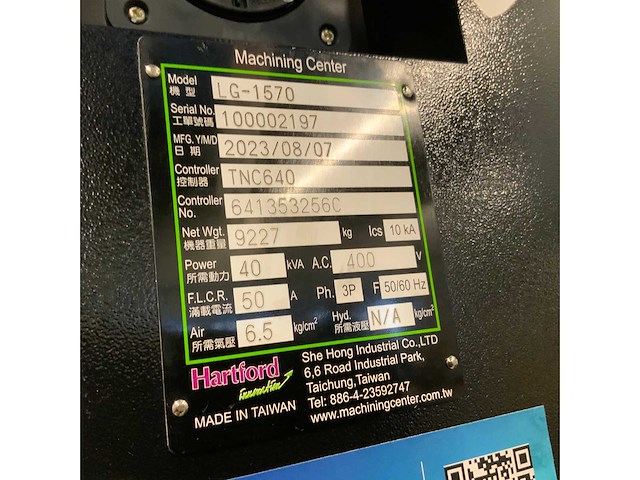 Machining Center
Model LG-1570
機 型
Serial No. 100002197
工單號碼
MFG. Y/M/D 2023/08/07
日 期
Controller TNC640
控制器
Controller No. 641353256C
Net Wgt. 9227 kg Ics 10 kA
機器重量
Power 40 kVA A.C. 400 V
所需動力
F.L.C.R. 50 A Ph. 3P F 50/60 Hz
滿載電流
Air 6.5 kg/cm² Hyd. N/A kg/cm²
所需氣壓 所需液壓
Hartford
innovation
MADE IN TAIWAN
She Hong Industrial Co.,LTD
6,6 Road Industrial Park,
Taichung,Taiwan
Tel: 886-4-23592747
www.machiningcenter.com.tw